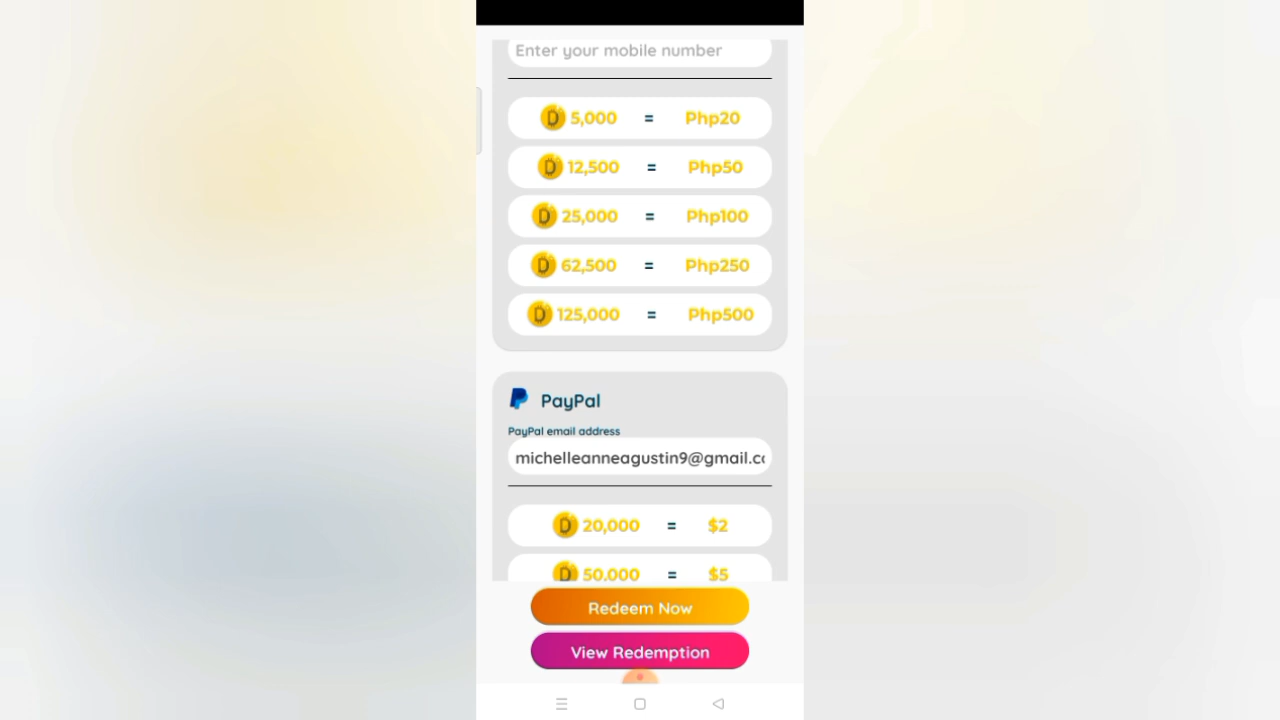 Enter your mobile number
5,000 = Php20
12,500 = Php50
25,000 = Php100
62,500 = Php250
125,000 = Php500
PayPal
PayPal email address
michelleanneagustin9@gmail.co
20,000 = $2
50,000 = $5
Redeem Now
View Redemption